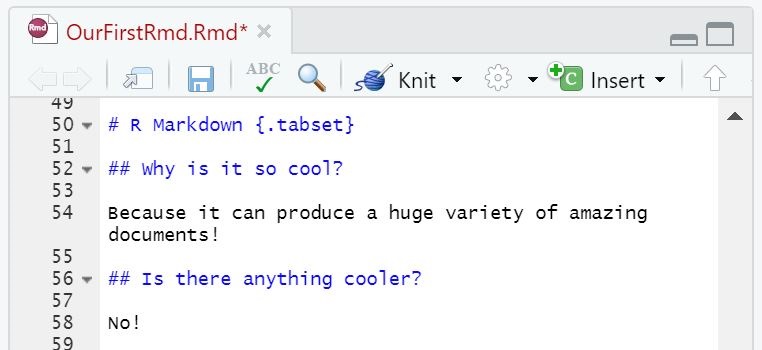 Rmd OurFirstRmd.Rmd*
ABC Knit C Insert
49
50 # R Markdown {.tabset}
51
52 ## Why is it so cool?
53
54 Because it can produce a huge variety of amazing
documents!
55
56 ## Is there anything cooler?
57
58 No!
59